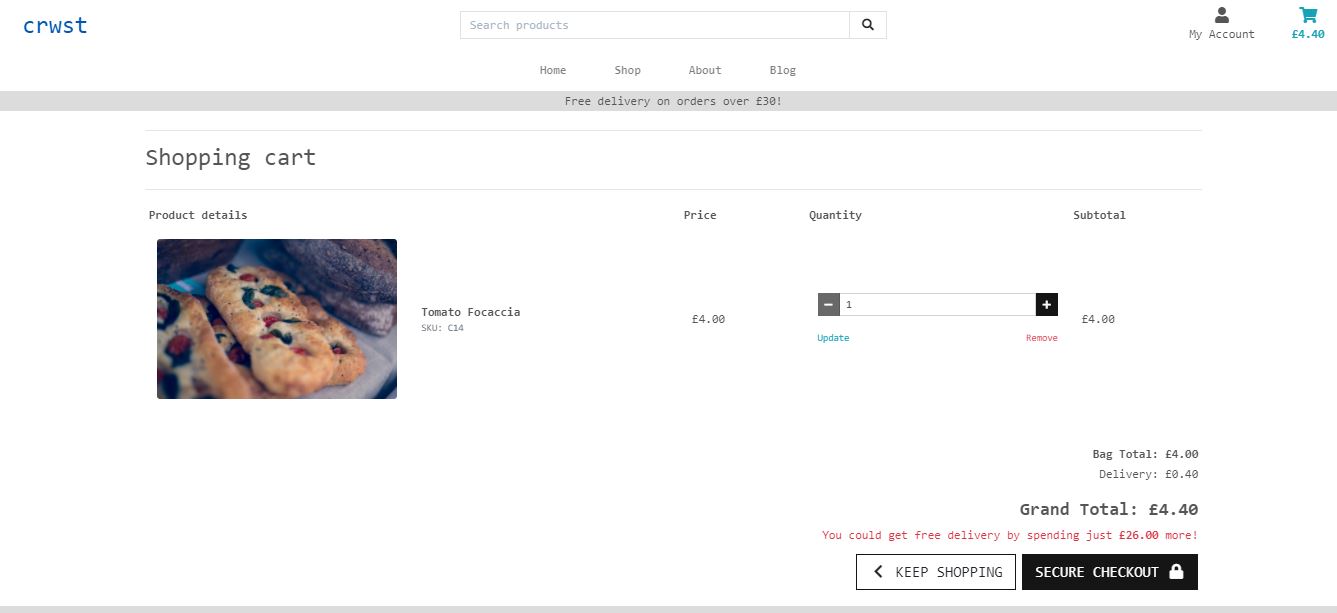 crwst
Search products
My Account
£4.40
Home Shop About Blog
Free delivery on orders over £30!
Shopping cart
Product details Price Quantity Subtotal
Tomato Focaccia
SKU: C14
£4.00
1
Update Remove
£4.00
Bag Total: £4.00
Delivery: £0.40
Grand Total: £4.40
You could get free delivery by spending just £26.00 more!
KEEP SHOPPING SECURE CHECKOUT